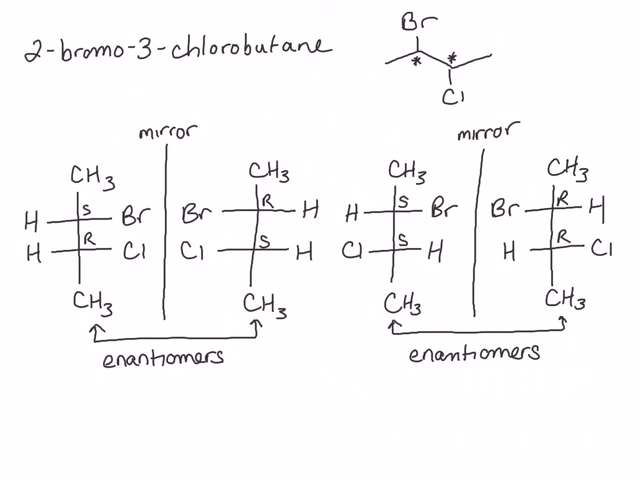 2-bromo-3-chlorobutane
Br
* *
Cl
mirror
mirror
CH3 CH3 CH3 CH3
H S Br Br R H H S Br Br R H
H R Cl Cl S H Cl S H H R Cl
CH3 CH3 CH3 CH3
enantiomers enantiomers